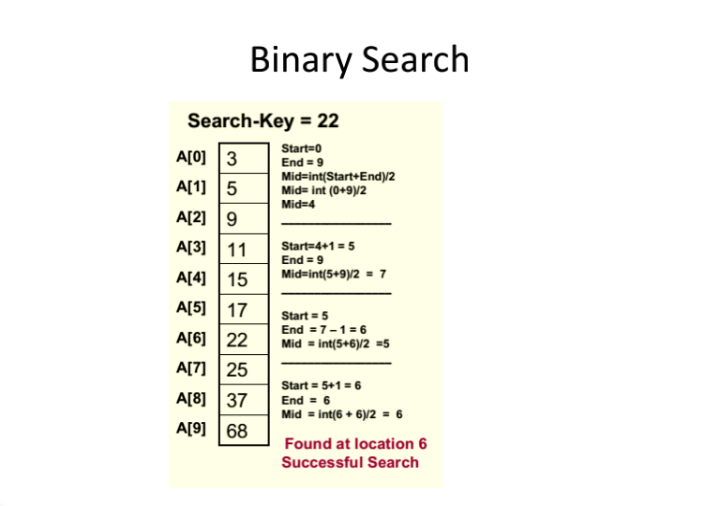 Binary Search
Search-Key = 22
A[0] 3
A[1] 5
A[2] 9
A[3] 11
A[4] 15
A[5] 17
A[6] 22
A[7] 25
A[8] 37
A[9] 68
Start=0
End = 9
Mid=int(Start+End)/2
Mid= int (0+9)/2
Mid=4
Start=4+1 = 5
End = 9
Mid=int(5+9)/2 = 7
Start = 5
End = 7 – 1 = 6
Mid = int(5+6)/2 =5
Start = 5+1 = 6
End = 6
Mid = int(6 + 6)/2 = 6
Found at location 6
Successful Search